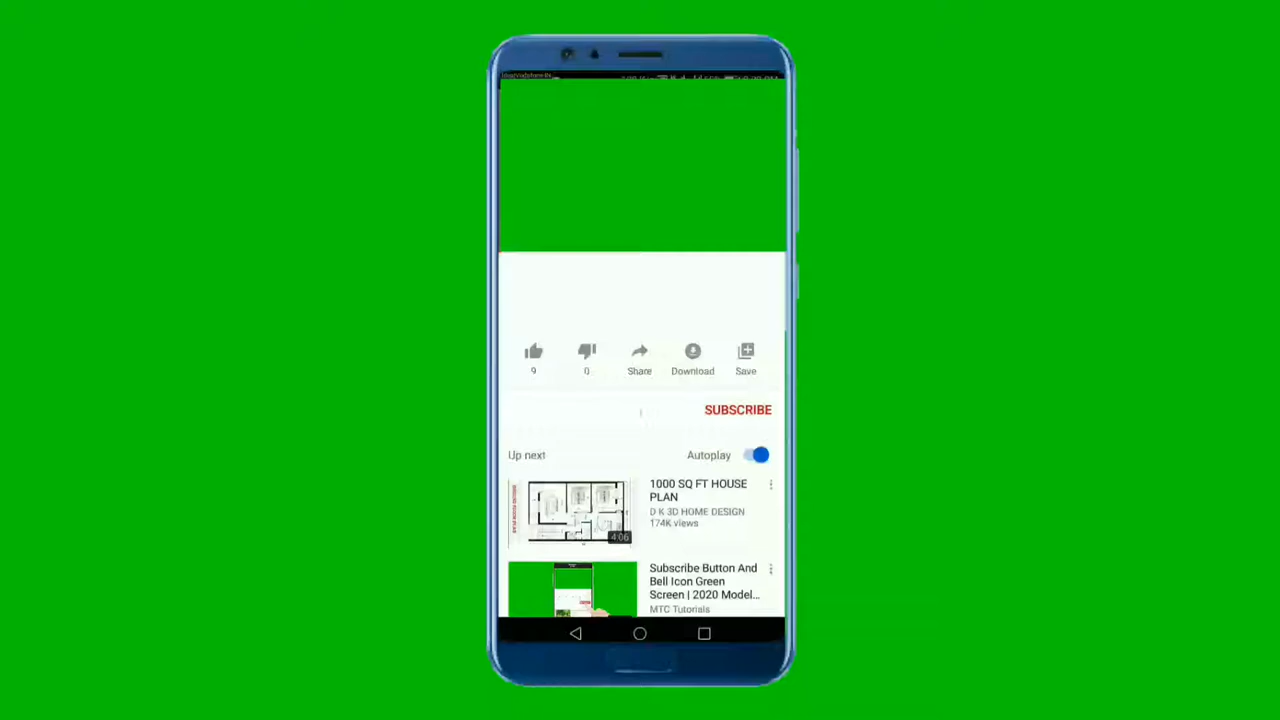 9
0
Share
Download
Save
SUBSCRIBE
Up next
Autoplay
1000 SQ FT HOUSE
PLAN
D K 3D HOME DESIGN
174K views
4:06
Subscribe Button And
Bell Icon Green
Screen | 2020 Model...
MTC Tutorials